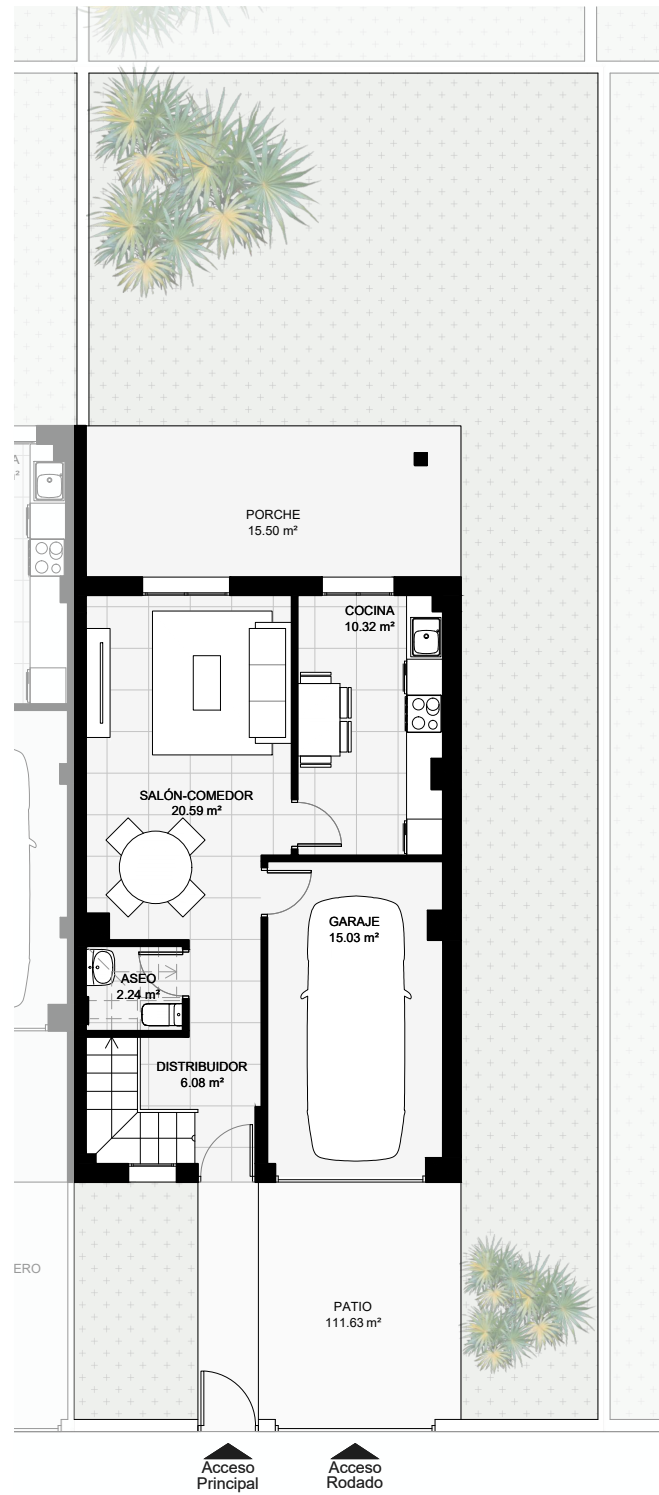 A
²
PORCHE
15.50 m²
COCINA
10.32 m²
SALÓN-COMEDOR
20.59 m²
GARAJE
15.03 m²
ASEO
2.24 m²
DISTRIBUIDOR
6.08 m²
ERO
PATIO
111.63 m²
Acceso
Principal
Acceso
Rodado